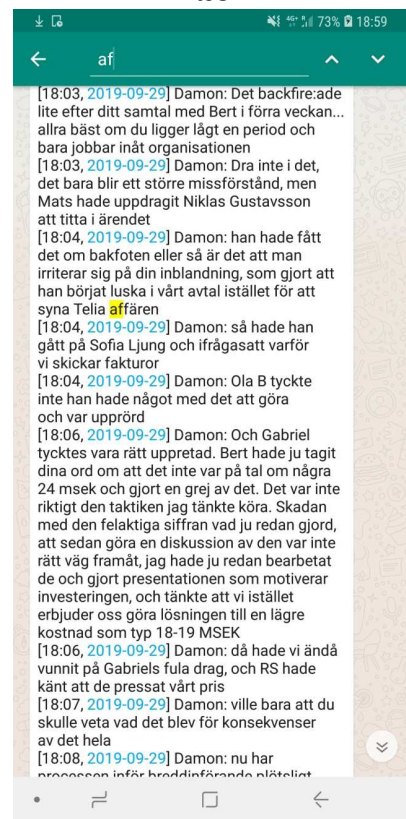 73% 18:59
af
[18:03, 2019-09-29] Damon: Det backfire:ade
lite efter ditt samtal med Bert i förra veckan...
allra bäst om du ligger lågt en period och
bara jobbar inåt organisationen
[18:03, 2019-09-29] Damon: Dra inte i det,
det bara blir ett större missförstånd, men
Mats hade uppdragit Niklas Gustavsson
att titta i ärendet
[18:04, 2019-09-29] Damon: han hade fått
det om bakfoten eller så är det att man
irriterar sig på din inblandning, som gjort att
han börjat luska i vårt avtal istället för att
syna Telia affären
[18:04, 2019-09-29] Damon: så hade han
gått på Sofia Ljung och ifrågasatt varför
vi skickar fakturor
[18:04, 2019-09-29] Damon: Ola B tyckte
inte han hade något med det att göra
och var upprörd
[18:06, 2019-09-29] Damon: Och Gabriel
tycktes vara rätt uppretad. Bert hade ju tagit
dina ord om att det inte var på tal om några
24 msek och gjort en grej av det. Det var inte
riktigt den taktiken jag tänkte köra. Skadan
med den felaktiga siffran vad ju redan gjord,
att sedan göra en diskussion av den var inte
rätt väg framåt, jag hade ju redan bearbetat
de och gjort presentationen som motiverar
investeringen, och tänkte att vi istället
erbjuder oss göra lösningen till en lägre
kostnad som typ 18-19 MSEK
[18:06, 2019-09-29] Damon: då hade vi ändå
vunnit på Gabriels fula drag, och RS hade
känt att de pressat vårt pris
[18:07, 2019-09-29] Damon: ville bara att du
skulle veta vad det blev för konsekvenser
av det hela
[18:08, 2019-09-29] Damon: nu har
processen inför breddinförande plötsligt